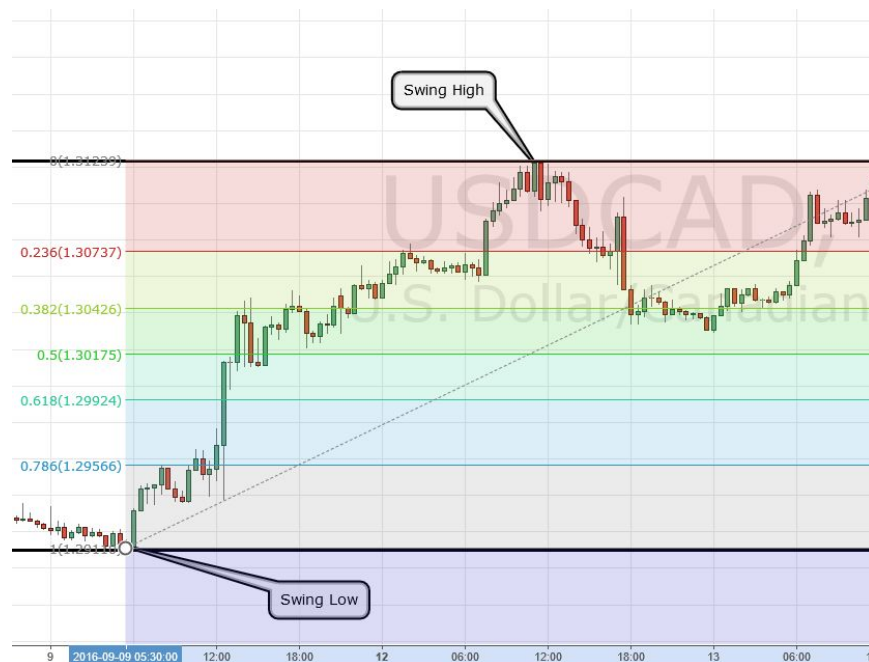 Swing High
0(1.31239)
USDCAD,
0.236(1.30737)
U.S. Dollar/Canadian
0.382(1.30426)
0.5(1.30175)
0.618(1.29924)
0.786(1.29566)
Swing Low
9 2016-09-09 05:30:00 12:00 18:00 12 06:00 12:00 18:00 13 06:00